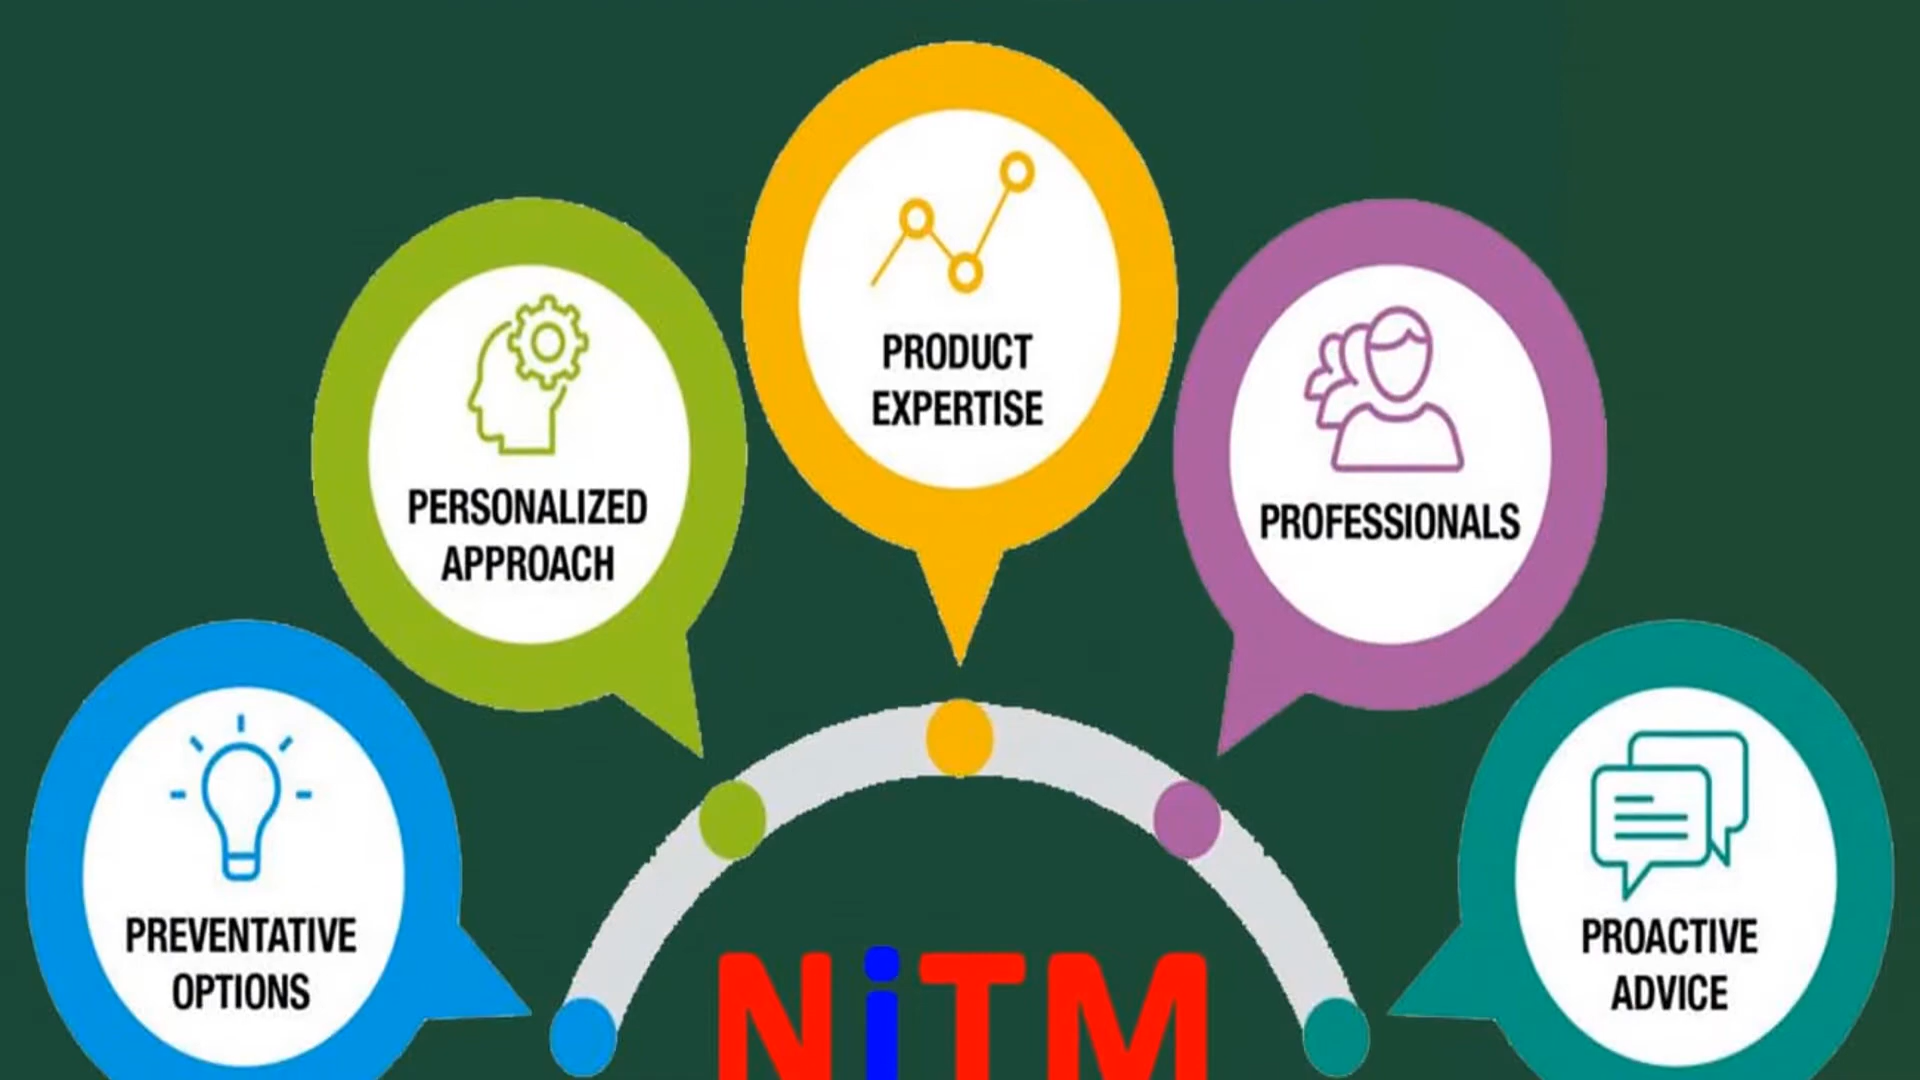 PRODUCT
EXPERTISE
PERSONALIZED
APPROACH
PROFESSIONALS
PREVENTATIVE
OPTIONS
PROACTIVE
ADVICE
NiTM